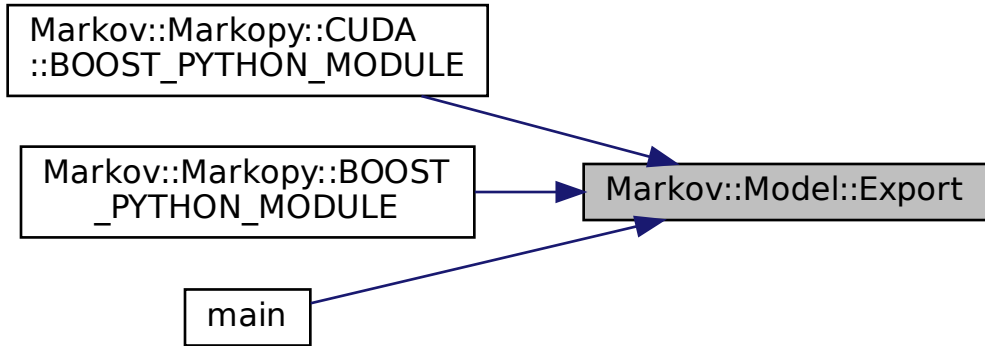 Markov::Markopy::CUDA
::BOOST_PYTHON_MODULE
Markov::Markopy::BOOST
_PYTHON_MODULE
Markov::Model::Export
main